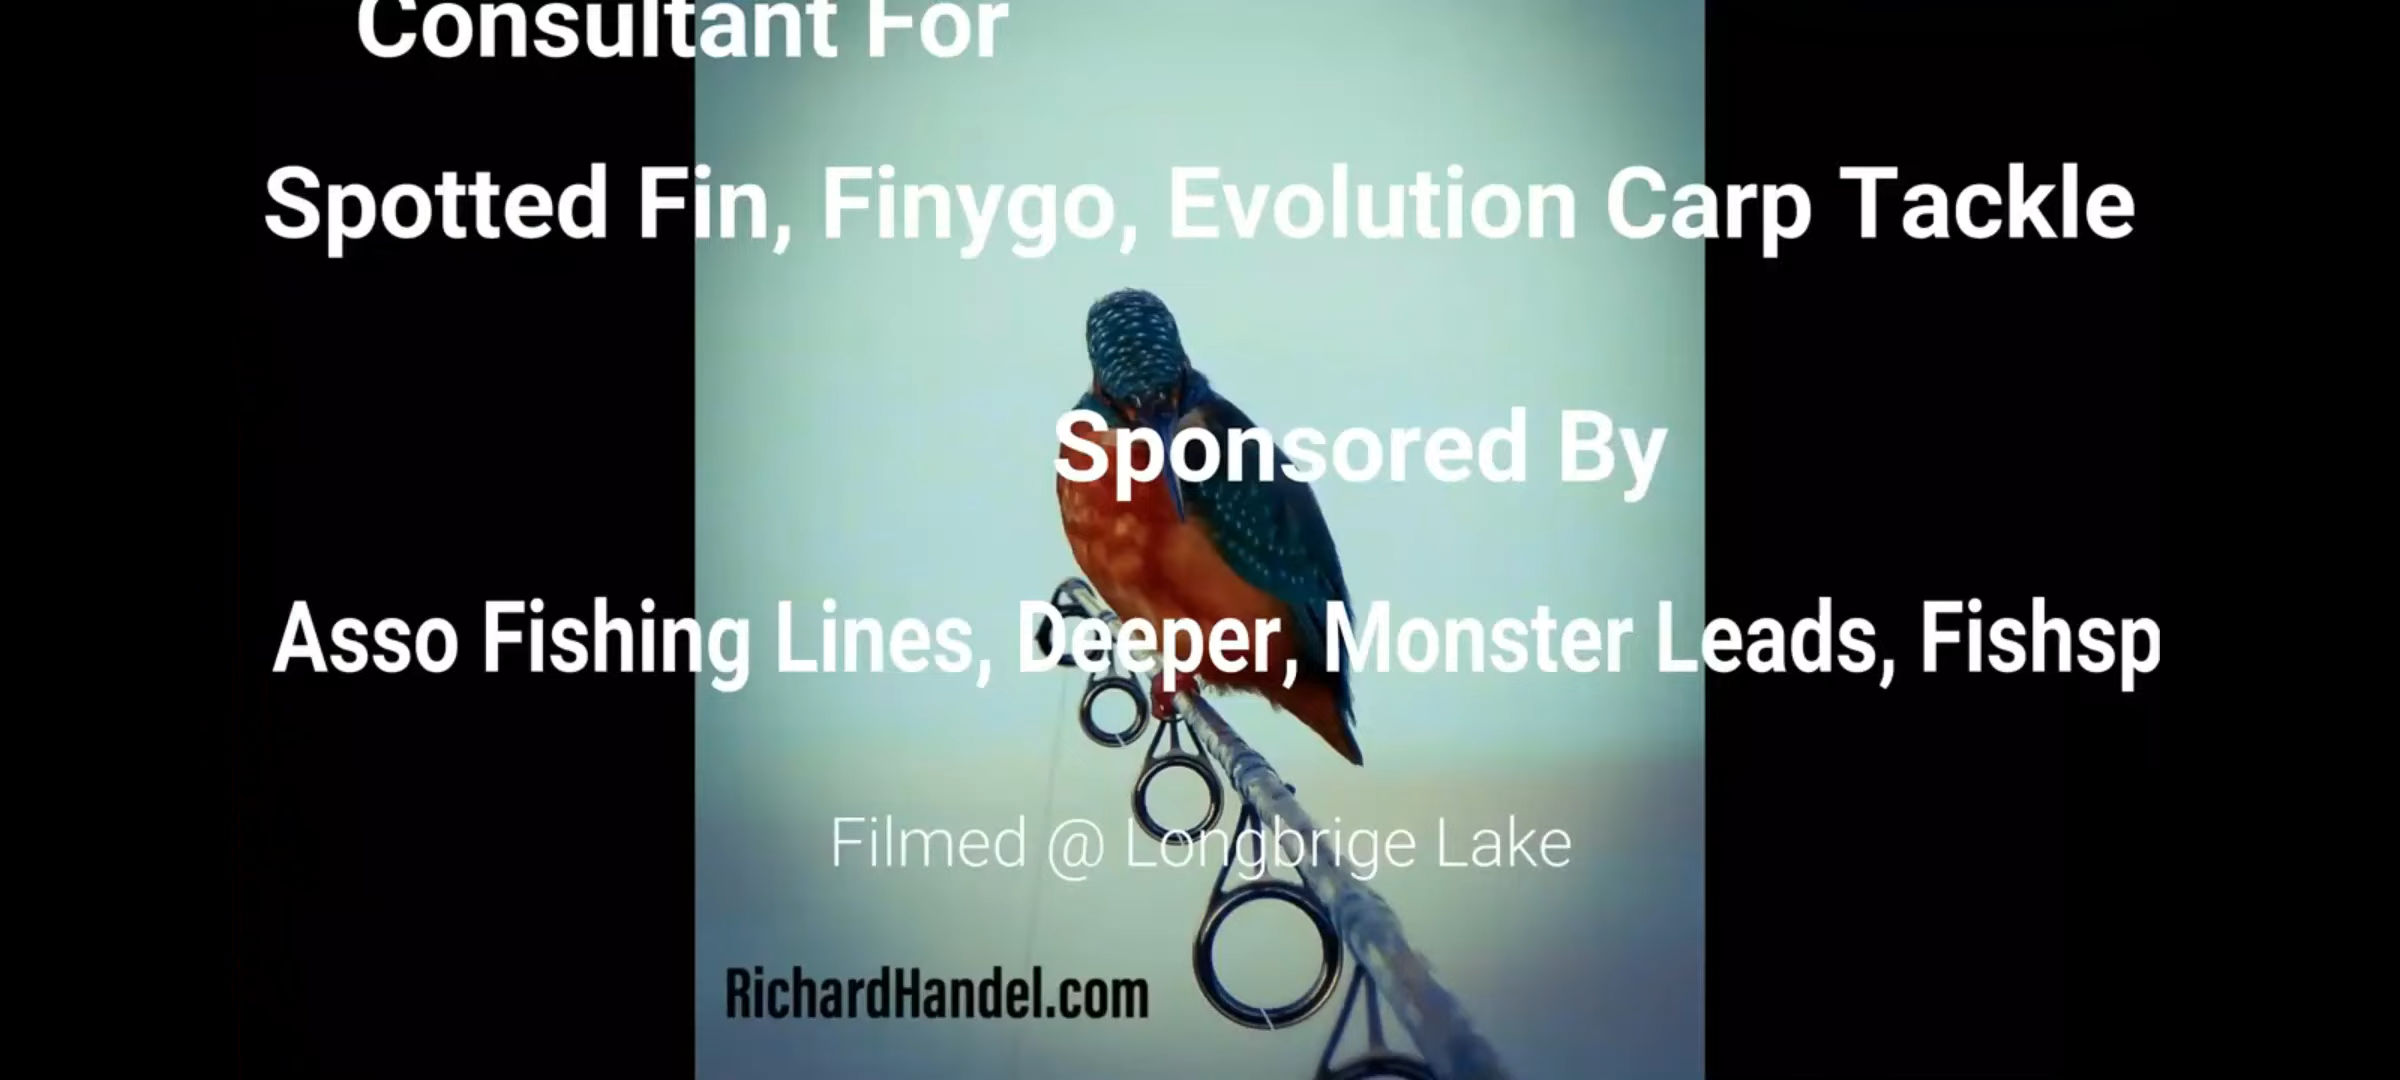 Consultant For
Spotted Fin, Finygo, Evolution Carp Tackle
Sponsored By
Asso Fishing Lines, Deeper, Monster Leads, Fishsp
Filmed @ Longbrige Lake
RichardHandel.com